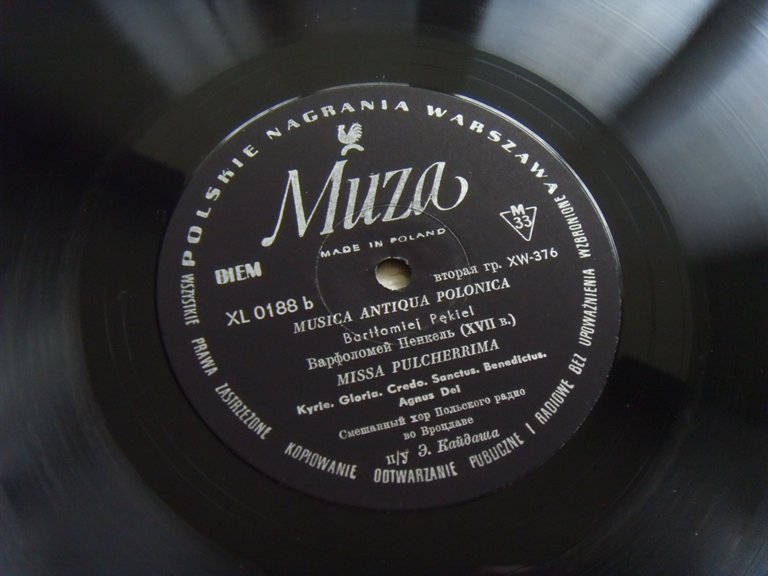 POLSKIE NAGRANIA WARSZAWA
Muza
MADE IN POLAND
M
33
BIEM
XL 0188 b
вторая гр. XW-376
MUSICA ANTIQUA POLONICA
Bartłomiej Pękiel
Варфоломей Пенкель (XVII в.)
MISSA PULCHERRIMA
Kyrie. Gloria. Credo. Sanctus. Benedictus.
Agnus Dei
Смешанный хор Польского радио
во Вроцлаве
п/у Э. Кайдаша
WSZYSTKIE PRAWA ZASTRZEŻONE KOPIOWANIE ODTWARZANIE PUBLICZNE I RADIOWE BEZ UPOWAŻNIENIA WZBRONIONE